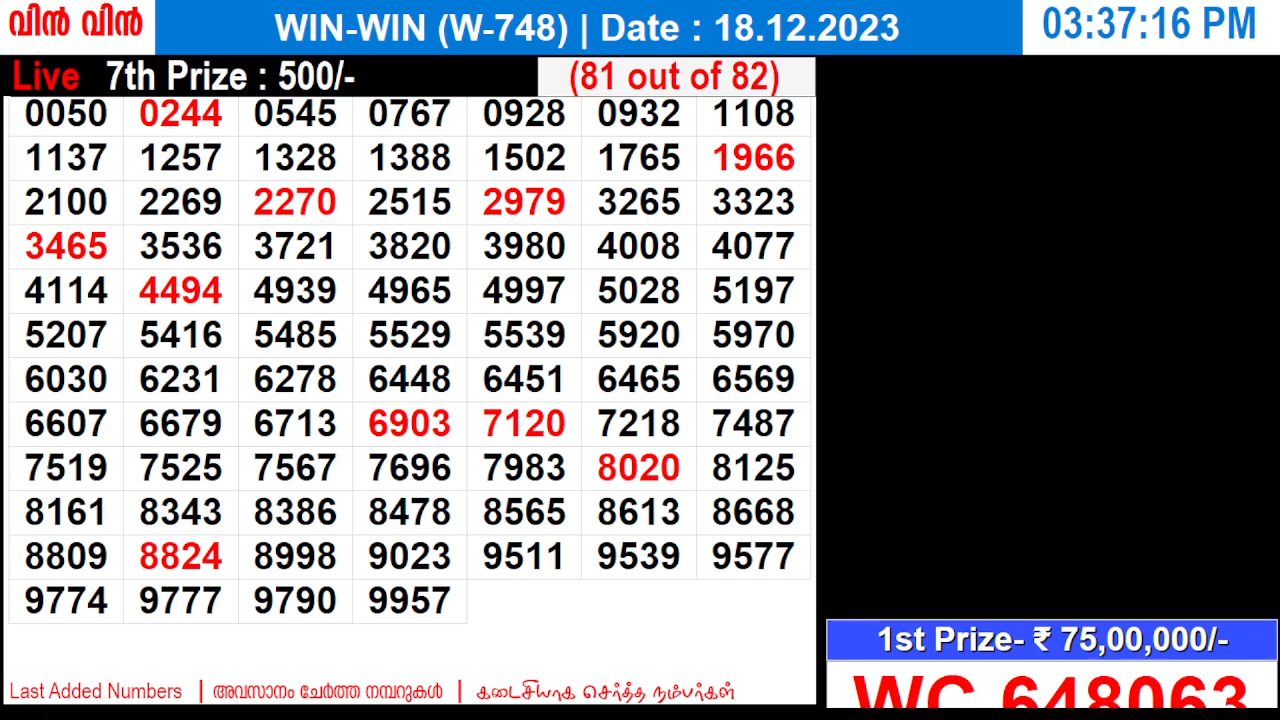 വിൻ വിൻ WIN-WIN (W-748) | Date : 18.12.2023 03:37:16 PM
Live 7th Prize : 500/- (81 out of 82)
0050 0244 0545 0767 0928 0932 1108
1137 1257 1328 1388 1502 1765 1966
2100 2269 2270 2515 2979 3265 3323
3465 3536 3721 3820 3980 4008 4077
4114 4494 4939 4965 4997 5028 5197
5207 5416 5485 5529 5539 5920 5970
6030 6231 6278 6448 6451 6465 6569
6607 6679 6713 6903 7120 7218 7487
7519 7525 7567 7696 7983 8020 8125
8161 8343 8386 8478 8565 8613 8668
8809 8824 8998 9023 9511 9539 9577
9774 9777 9790 9957
1st Prize- ₹ 75,00,000/-
WC 648063
Last Added Numbers | അവസാനം ചേർത്ത നമ്പറുകൾ | கடைசியாக சேர்த்த நம்பர்கள்